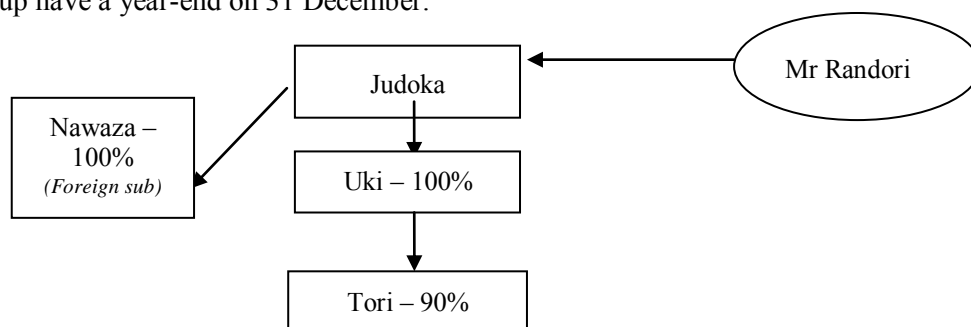 up have a year-end on 31 December.
Judoka
Mr Randori
Nawaza –
100%
(Foreign sub)
Uki – 100%
Tori – 90%